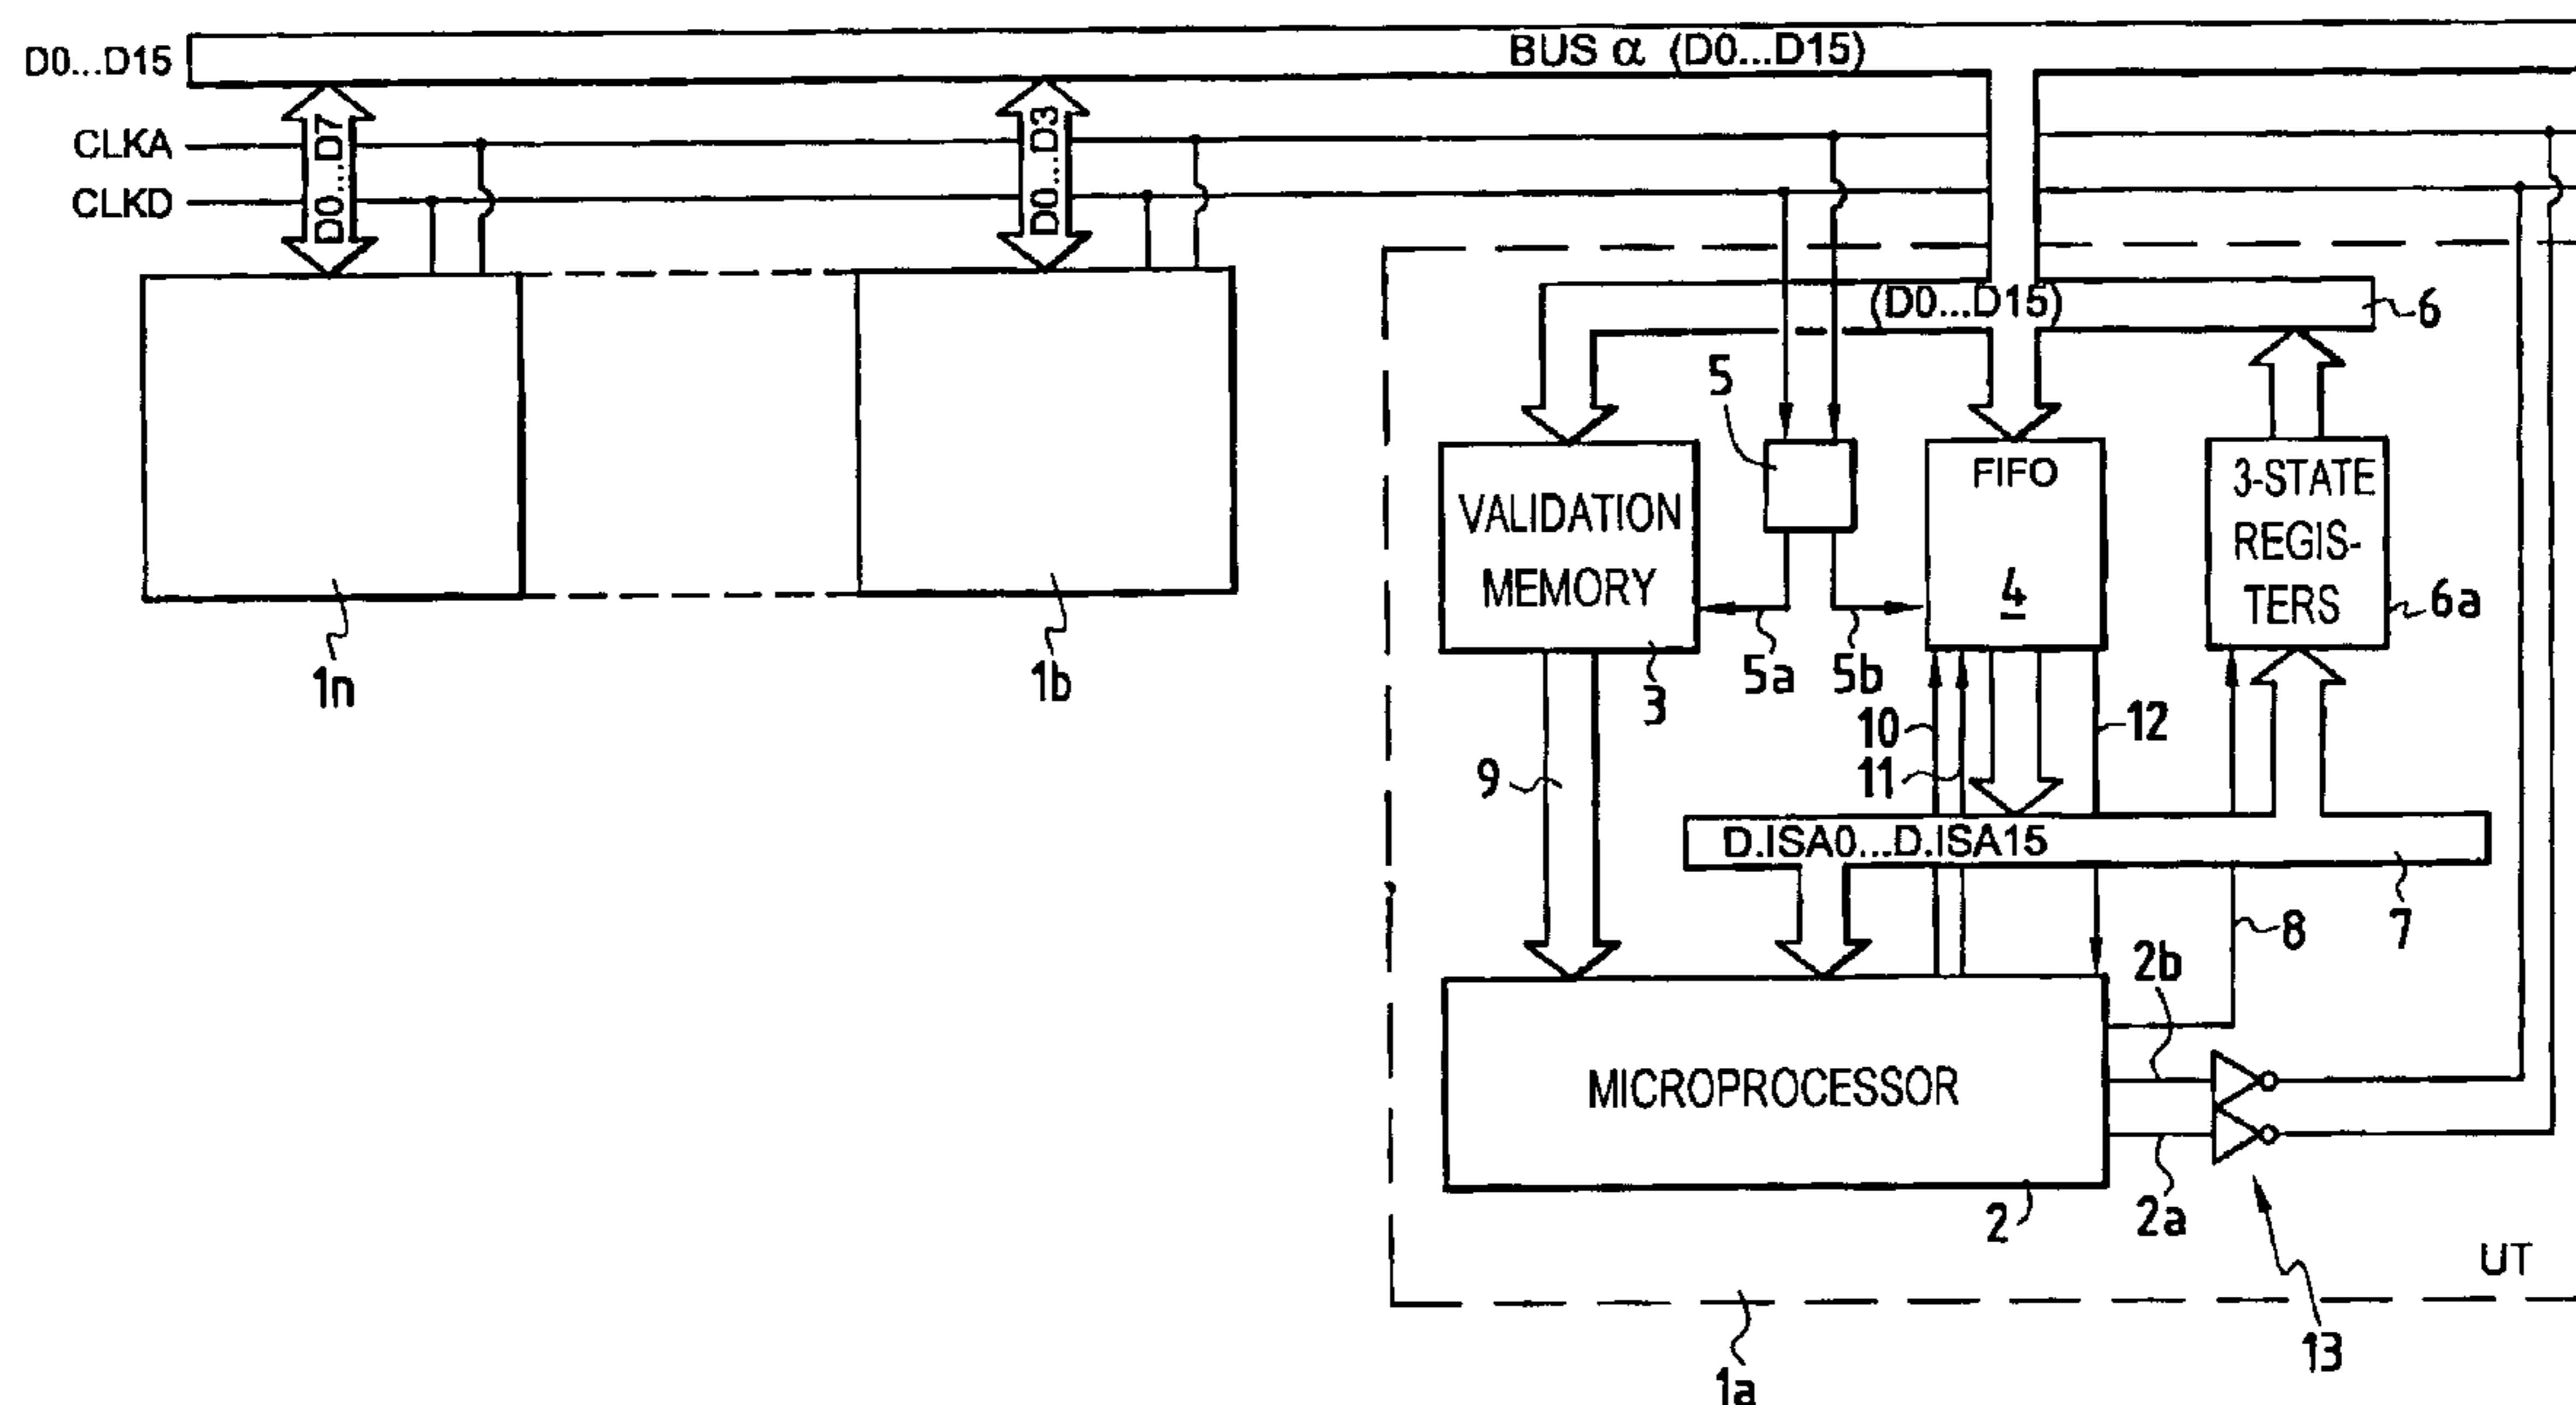 BUS α (D0...D15)
D0...D15
CLKA
CLKD
D0...D7
D0...D3
(D0...D15)
6
5
VALIDATION
MEMORY
3
FIFO
4
3-STATE
REGIS-
TERS
6a
5a
5b
1n
1b
10
11
12
9
D.ISA0...D.ISA15
7
8
2b
MICROPROCESSOR
2
2a
UT
13
1a